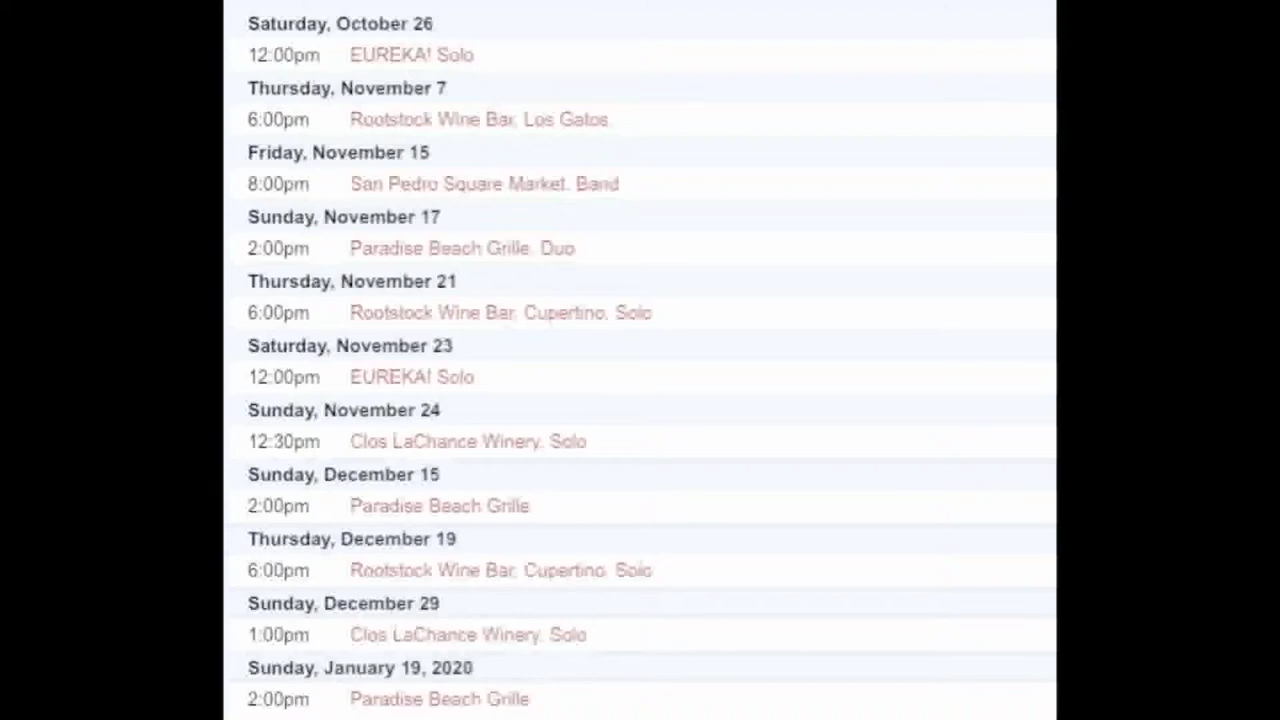 Saturday, October 26
12:00pm EUREKA! Solo
Thursday, November 7
6:00pm Rootstock Wine Bar, Los Gatos.
Friday, November 15
8:00pm San Pedro Square Market. Band
Sunday, November 17
2:00pm Paradise Beach Grille. Duo
Thursday, November 21
6:00pm Rootstock Wine Bar, Cupertino. Solo
Saturday, November 23
12:00pm EUREKA! Solo
Sunday, November 24
12:30pm Clos LaChance Winery. Solo
Sunday, December 15
2:00pm Paradise Beach Grille
Thursday, December 19
6:00pm Rootstock Wine Bar, Cupertino. Solo
Sunday, December 29
1:00pm Clos LaChance Winery. Solo
Sunday, January 19, 2020
2:00pm Paradise Beach Grille